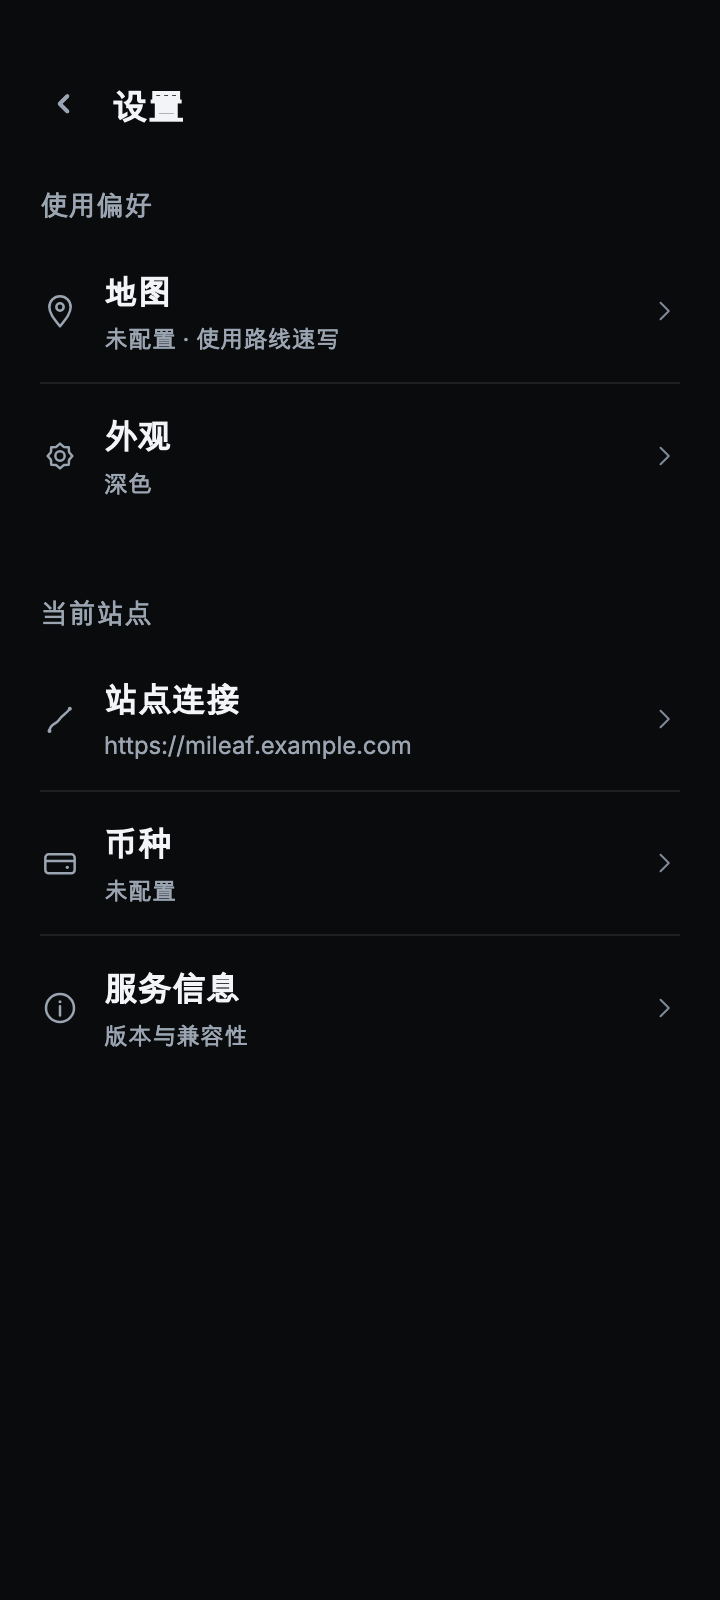 设置
使用偏好
地图
未配置 · 使用路线速写
外观
深色
当前站点
站点连接
https://mileaf.example.com
币种
未配置
服务信息
版本与兼容性